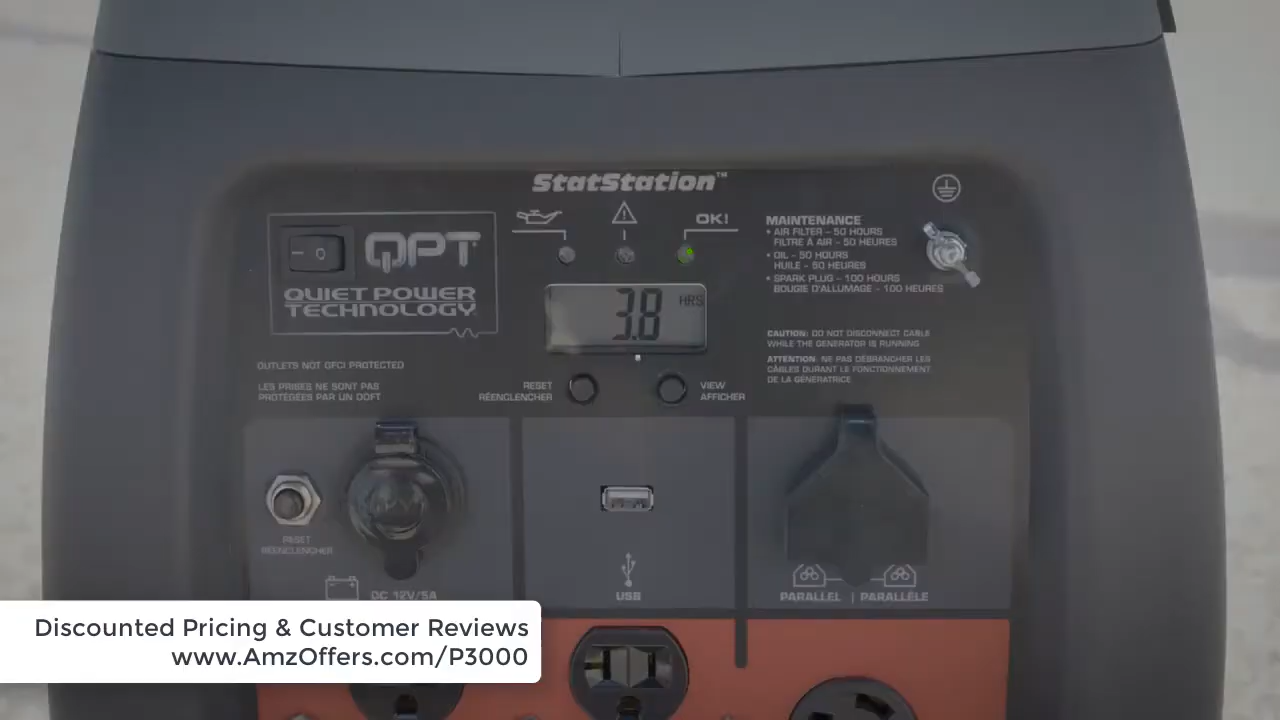 StatStation™
OK!
QPT
QUIET POWER
TECHNOLOGY
3.8 HRS
MAINTENANCE
• AIR FILTER - 50 HOURS
FILTRE À AIR - 50 HEURES
• OIL - 50 HOURS
HUILE - 50 HEURES
• SPARK PLUG - 100 HOURS
BOUGIE D'ALLUMAGE - 100 HEURES
CAUTION: DO NOT DISCONNECT CABLE
WHILE THE GENERATOR IS RUNNING
ATTENTION: NE PAS DÉBRANCHER LES
CÂBLES DURANT LE FONCTIONNEMENT
DE LA GÉNÉRATRICE
OUTLETS NOT GFCI PROTECTED
LES PRISES NE SONT PAS
PROTÉGÉES PAR UN DDFT
RESET
RÉENCLENCHER
VIEW
AFFICHER
RESET
RÉENCLENCHER
DC 12V/5A
USB
PARALLEL | PARALLÈLE
Discounted Pricing & Customer Reviews
www.AmzOffers.com/P3000